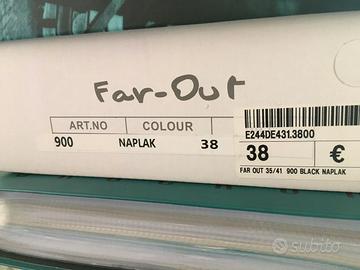 Far-Out
ART.NO COLOUR
900 NAPLAK 38
E244DE431.3800
38 €
FAR OUT 35/41 900 BLACK NAPLAK
subito